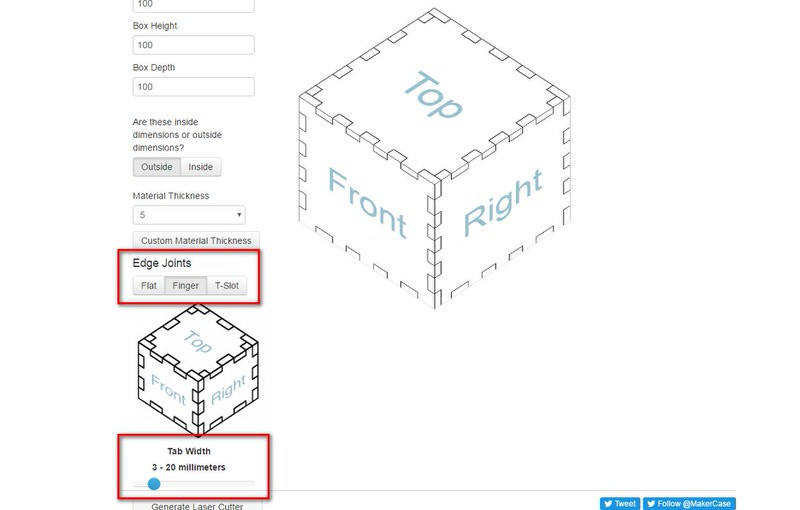 100
Box Height
100
Box Depth
100
Are these inside
dimensions or outside
dimensions?
Outside
Inside
Material Thickness
5
Custom Material Thickness
Edge Joints
Flat
Finger
T-Slot
Top
Front
Right
Tab Width
3 - 20 millimeters
Generate Laser Cutter
Top
Front
Right
Tweet
Follow @MakerCase